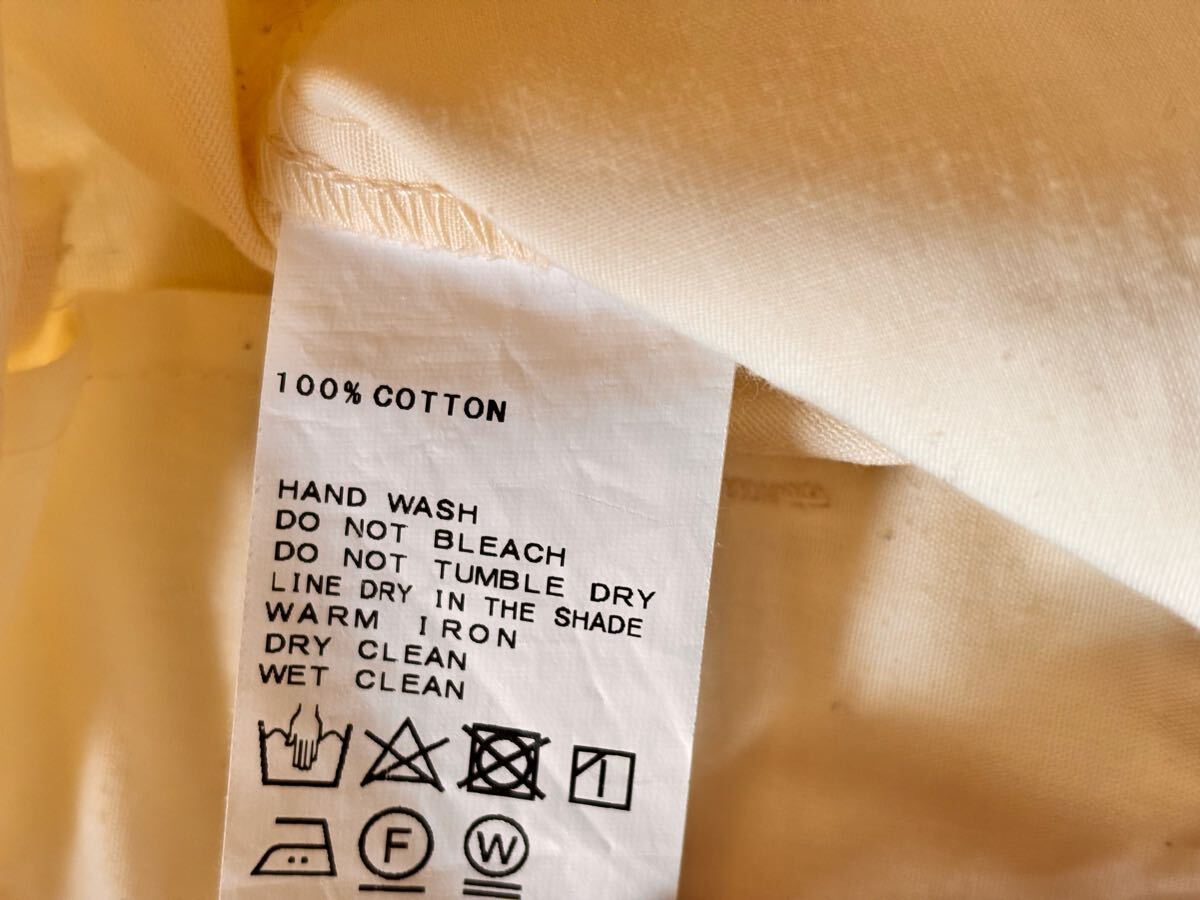 100% COTTON
HAND WASH
DO NOT BLEACH
DO NOT TUMBLE DRY
LINE DRY IN THE SHADE
WARM IRON
DRY CLEAN
WET CLEAN
F
W